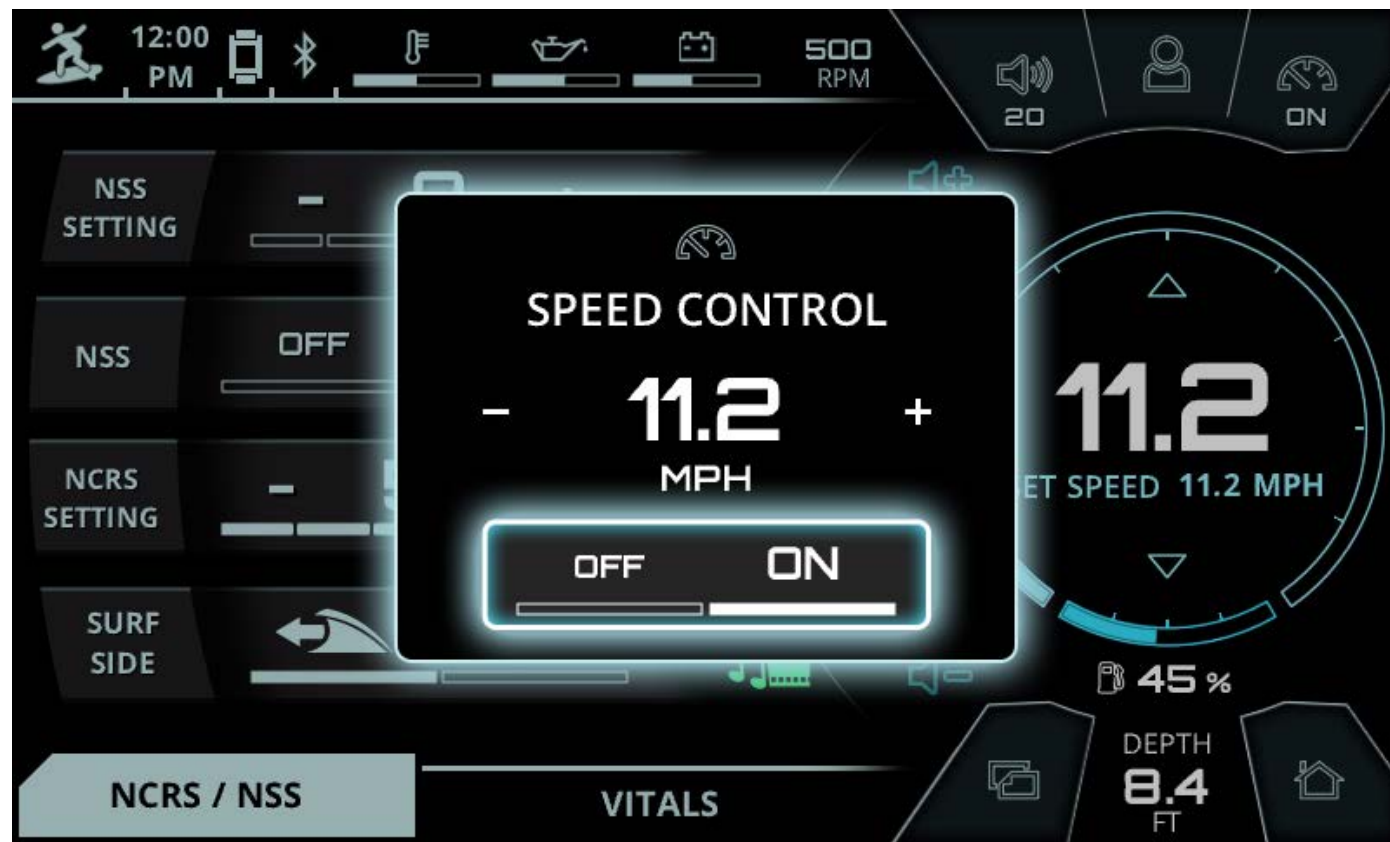 12:00
PM
500
RPM
20
ON
NSS
SETTING
-
NSS
OFF
NCRS
SETTING
-
SURF
SIDE
SPEED CONTROL
- 11.2 +
MPH
OFF ON
11.2
SPEED 11.2 MPH
45 %
DEPTH
8.4
FT
NCRS / NSS
VITALS